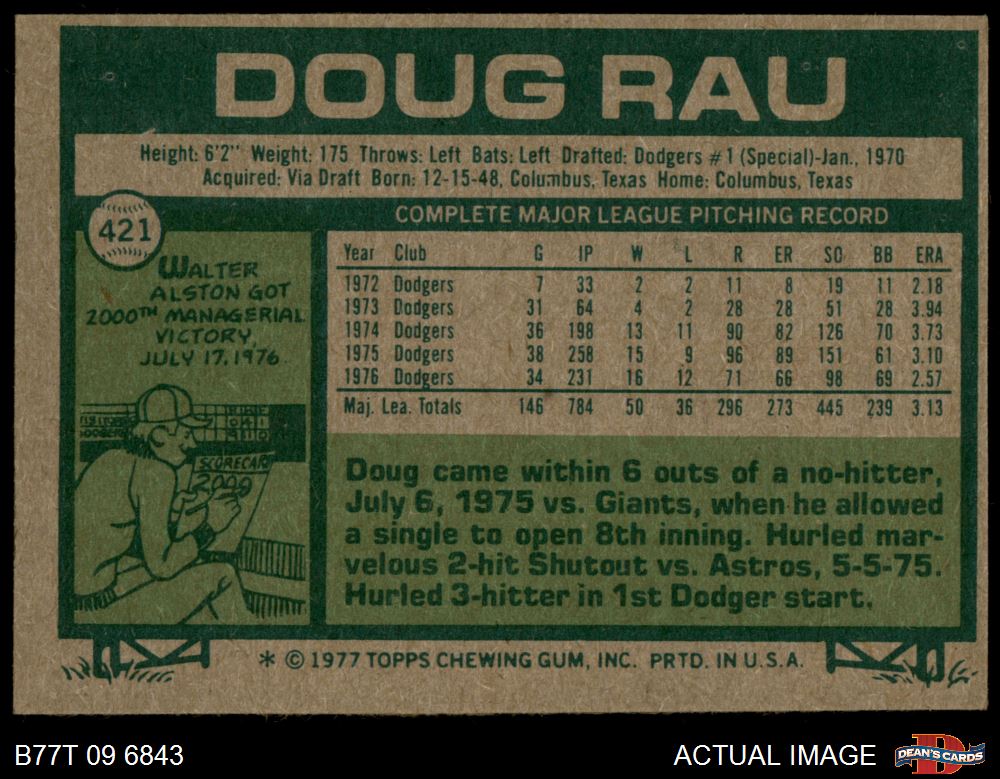 DOUG RAU
Height: 6'2" Weight: 175 Throws: Left Bats: Left Drafted: Dodgers #1 (Special)-Jan., 1970
Acquired: Via Draft Born: 12-15-48, Columbus, Texas Home: Columbus, Texas
421
WALTER
ALSTON GOT
2000TH MANAGERIAL
VICTORY,
JULY 17, 1976.
SCORECARD
2000
COMPLETE MAJOR LEAGUE PITCHING RECORD
Year Club G IP W L R ER SO BB ERA
1972 Dodgers 7 33 2 2 11 8 19 11 2.18
1973 Dodgers 31 64 4 2 28 28 51 28 3.94
1974 Dodgers 36 198 13 11 90 82 126 70 3.73
1975 Dodgers 38 258 15 9 96 89 151 61 3.10
1976 Dodgers 34 231 16 12 71 66 98 69 2.57
Maj. Lea. Totals 146 784 50 36 296 273 445 239 3.13
Doug came within 6 outs of a no-hitter,
July 6, 1975 vs. Giants, when he allowed
a single to open 8th inning. Hurled mar-
velous 2-hit Shutout vs. Astros, 5-5-75.
Hurled 3-hitter in 1st Dodger start.
* © 1977 TOPPS CHEWING GUM, INC. PRTD. IN U.S.A.
B77T 09 6843
ACTUAL IMAGE
DEAN'S CARDS